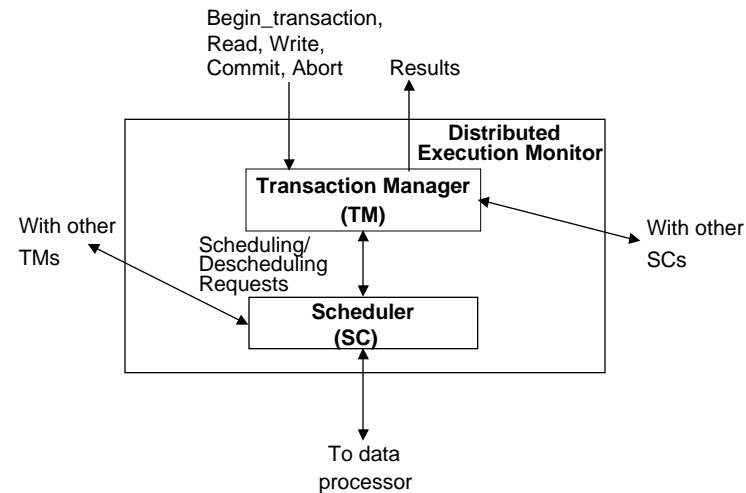 Begin_transaction,
Read, Write,
Commit, Abort
Results
Distributed
Execution Monitor
Transaction Manager
(TM)
With other
TMs
With other
SCs
Scheduling/
Descheduling
Requests
Scheduler
(SC)
To data
processor